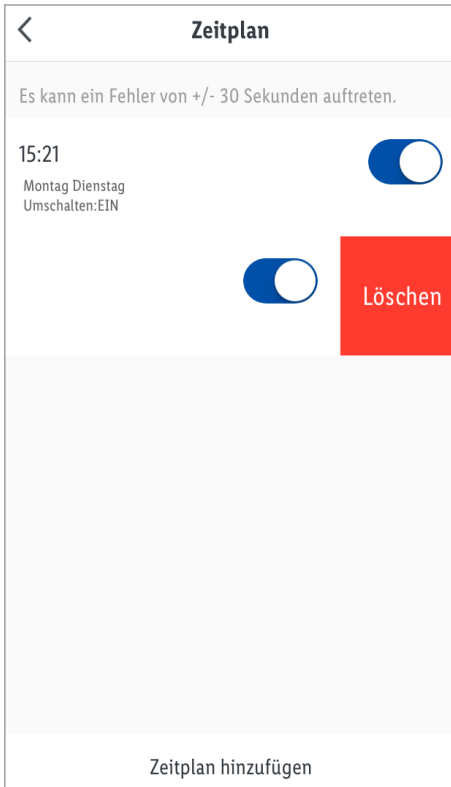 Zeitplan
Es kann ein Fehler von +/- 30 Sekunden auftreten.
15:21
Montag Dienstag
Umschalten:EIN
Löschen
Zeitplan hinzufügen